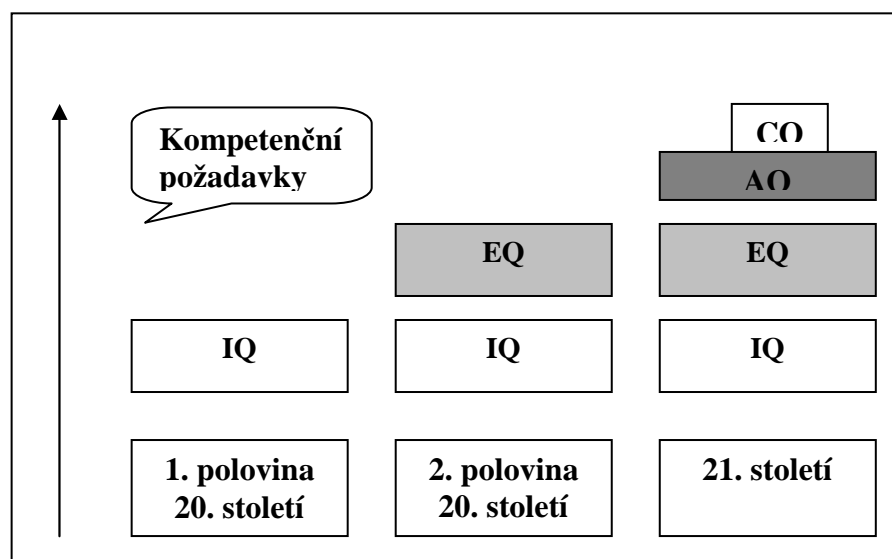 CQ
Kompetenční
požadavky
AQ
EQ
EQ
IQ
IQ
IQ
1. polovina
20. století
2. polovina
20. století
21. století